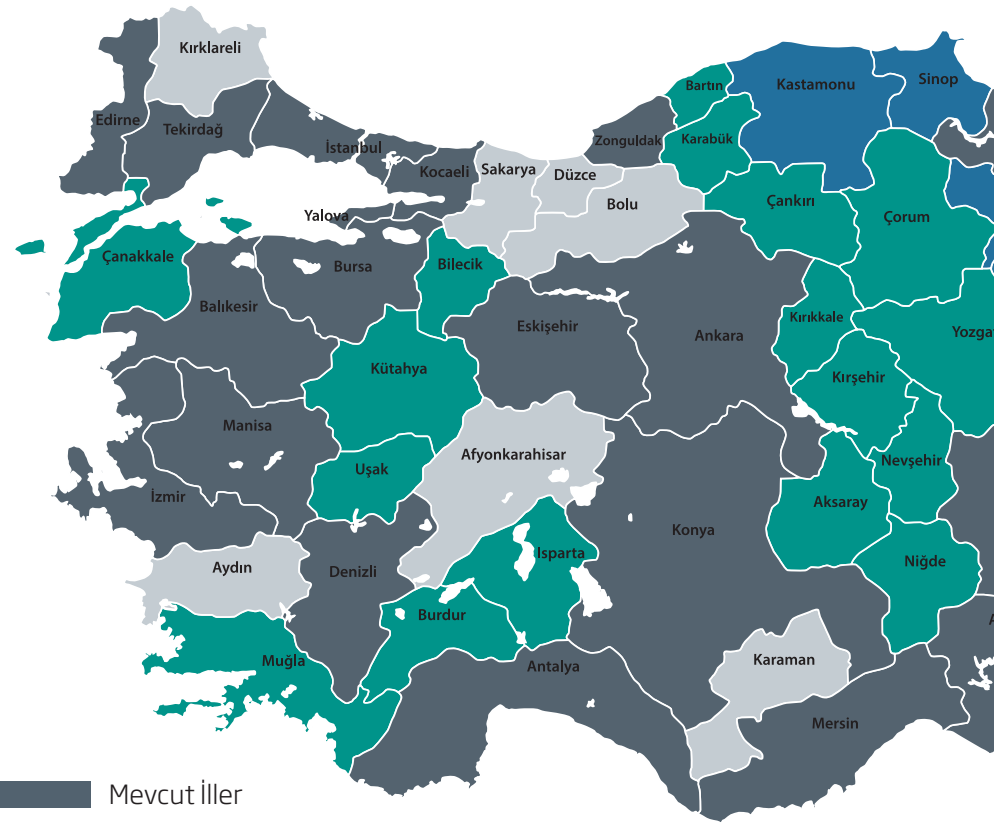 Kırklareli
Edirne
Tekirdağ
İstanbul
Kocaeli
Sakarya
Düzce
Bolu
Zonguldak
Bartın
Karabük
Kastamonu
Sinop
Yalova
Çankırı
Çorum
Çanakkale
Bursa
Bilecik
Balıkesir
Eskişehir
Ankara
Kırıkkale
Yozga
Kütahya
Kırşehir
Manisa
Uşak
Afyonkarahisar
Nevşehir
İzmir
Aksaray
Konya
Aydın
Denizli
Isparta
Niğde
Burdur
Muğla
Antalya
Karaman
Mersin
A
Mevcut İller